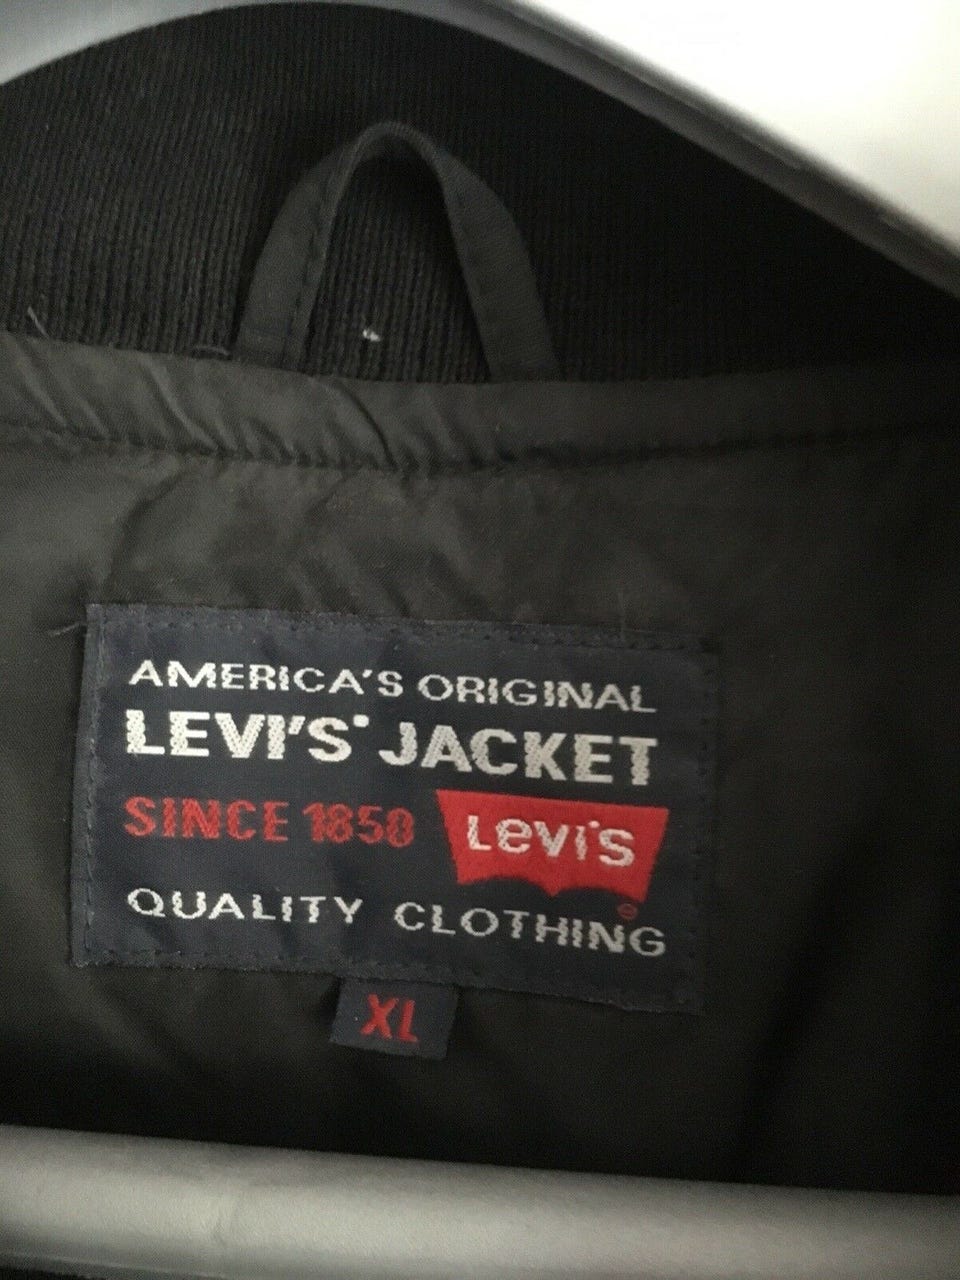 AMERICA'S ORIGINAL
LEVI'S® JACKET
SINCE 1850
Levi's®
QUALITY CLOTHING
XL